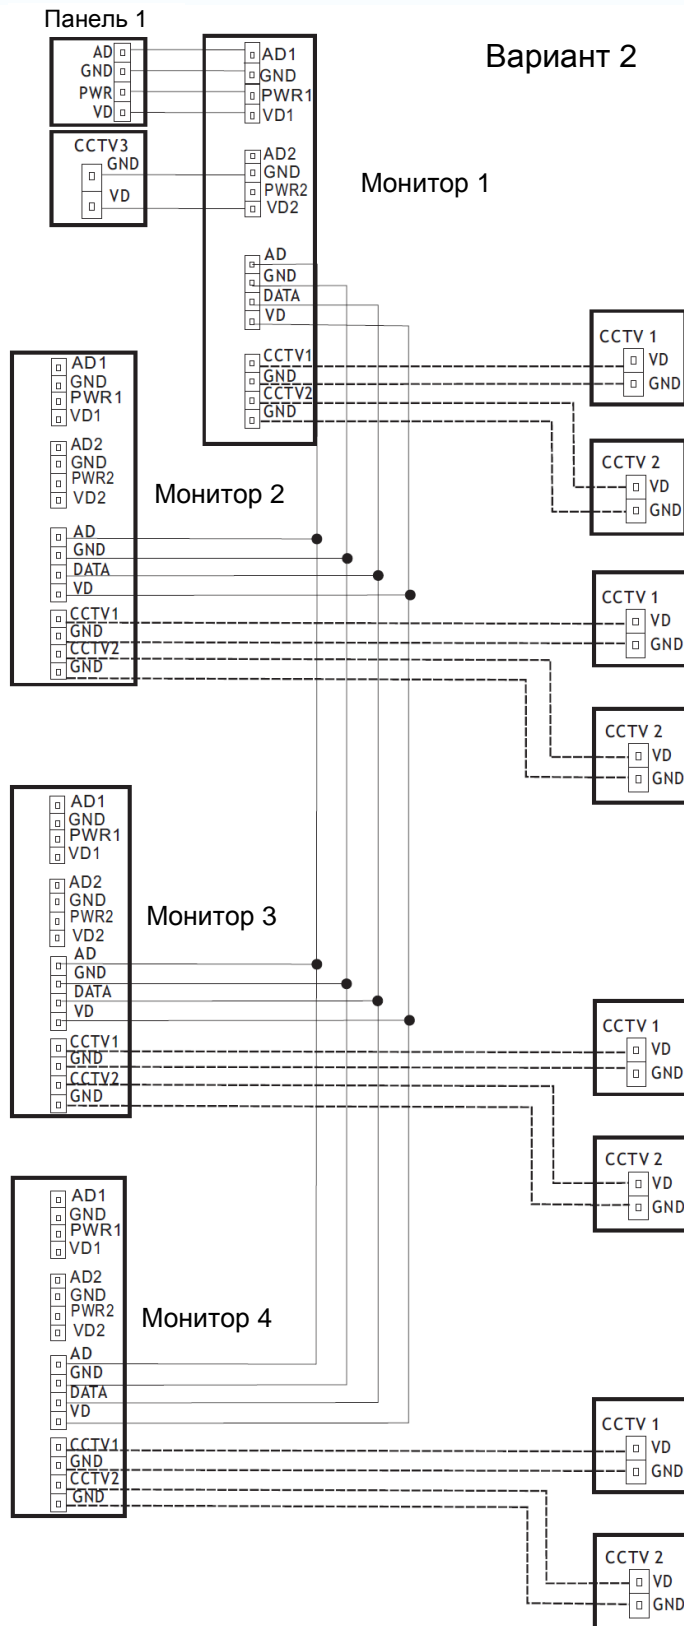 Панель 1
Вариант 2
AD
GND
PWR
VD
AD1
GND
PWR1
VD1
CCTV3
GND
VD
AD2
GND
PWR2
VD2
Монитор 1
AD
GND
DATA
VD
CCTV1
GND
CCTV2
GND
CCTV 1
VD
GND
CCTV 2
VD
GND
AD1
GND
PWR1
VD1
AD2
GND
PWR2
VD2
Монитор 2
AD
GND
DATA
VD
CCTV1
GND
CCTV2
GND
CCTV 1
VD
GND
CCTV 2
VD
GND
AD1
GND
PWR1
VD1
AD2
GND
PWR2
VD2
Монитор 3
AD
GND
DATA
VD
CCTV1
GND
CCTV2
GND
CCTV 1
VD
GND
CCTV 2
VD
GND
AD1
GND
PWR1
VD1
AD2
GND
PWR2
VD2
Монитор 4
AD
GND
DATA
VD
CCTV1
GND
CCTV2
GND
CCTV 1
VD
GND
CCTV 2
VD
GND